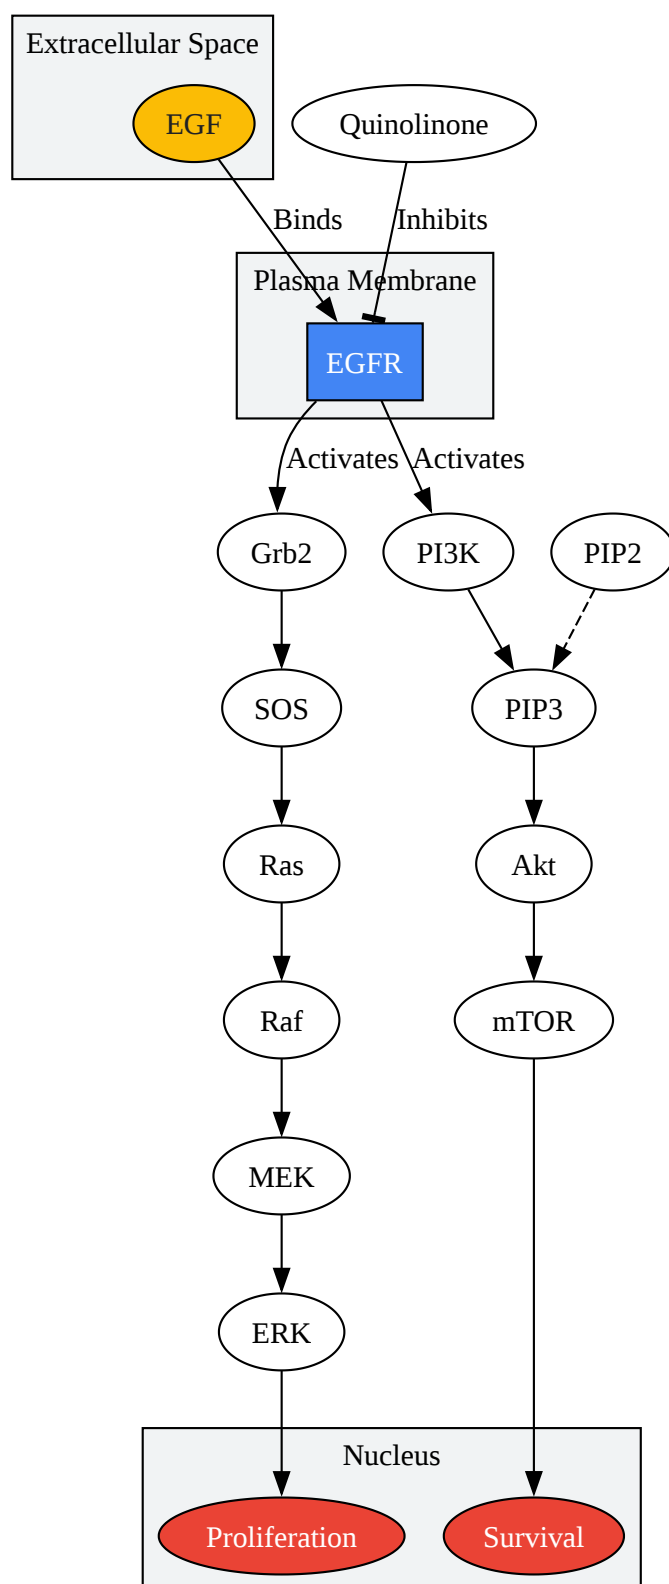 Extracellular Space
EGF
Quinolinone
Binds
Inhibits
Plasma Membrane
EGFR
Activates
Activates
Grb2
PI3K
PIP2
SOS
PIP3
Ras
Akt
Raf
mTOR
MEK
ERK
Nucleus
Proliferation
Survival